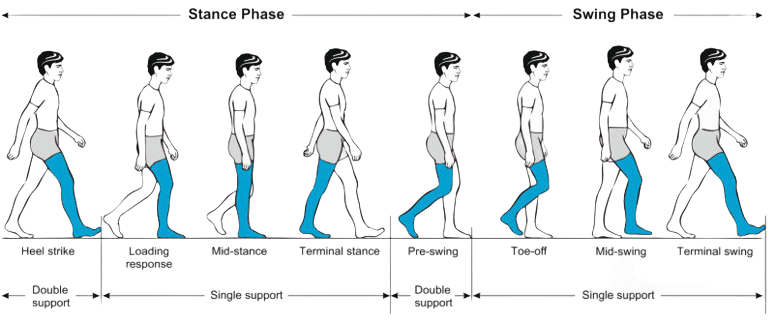 Stance Phase
Swing Phase
Heel strike
Loading
response
Mid-stance
Terminal stance
Pre-swing
Toe-off
Mid-swing
Terminal swing
Double
support
Single support
Double
support
Single support